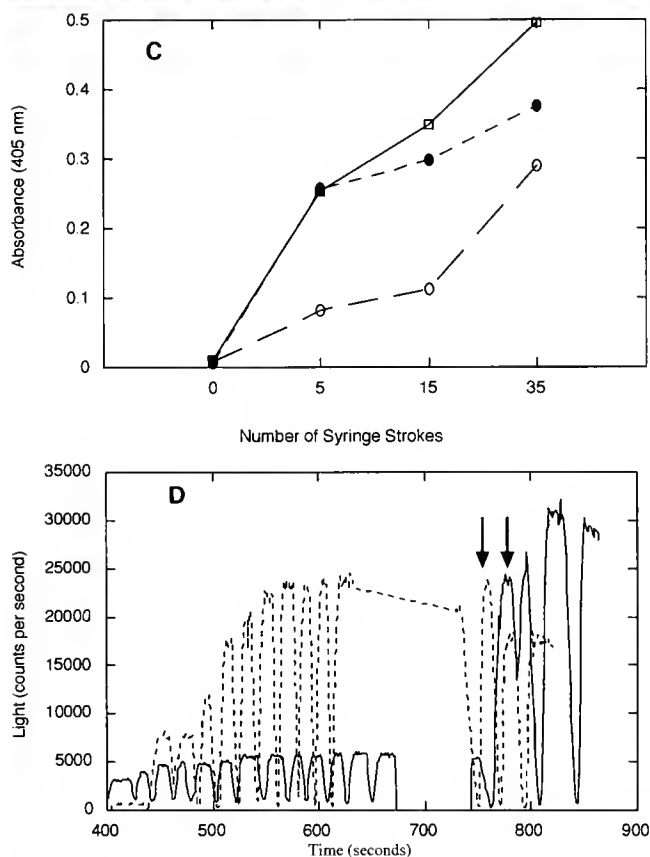 C
0.5
0.4
0.3
0.2
0.1
0
Absorbance (405 nm)
0 5 15 35
Number of Syringe Strokes
D
35000
30000
25000
20000
15000
10000
5000
0
Light (counts per second)
400 500 600 700 800 900
Time (seconds)